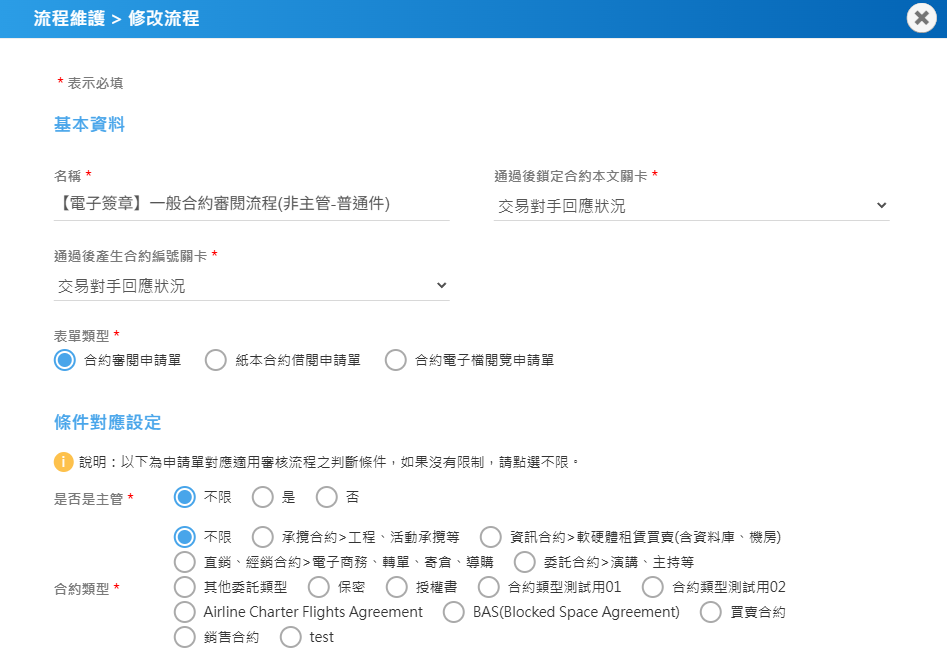 流程維護 > 修改流程
* 表示必填
基本資料
名稱 *
通過後鎖定合約本文關卡 *
【電子簽章】一般合約審閱流程(非主管-普通件)
交易對手回應狀況
通過後產生合約編號關卡 *
交易對手回應狀況
表單類型 *
合約審閱申請單 紙本合約借閱申請單 合約電子檔閱覽申請單
條件對應設定
說明：以下為申請單對應適用審核流程之判斷條件，如果沒有限制，請點選不限。
是否是主管 * 不限 是 否
不限 承攬合約>工程、活動承攬等 資訊合約>軟硬體租賃買賣(含資料庫、機房)
直銷、經銷合約>電子商務、轉單、寄倉、導購 委託合約>演講、主持等
合約類型 * 其他委託類型 保密 授權書 合約類型測試用01 合約類型測試用02
Airline Charter Flights Agreement BAS(Blocked Space Agreement) 買賣合約
銷售合約 test